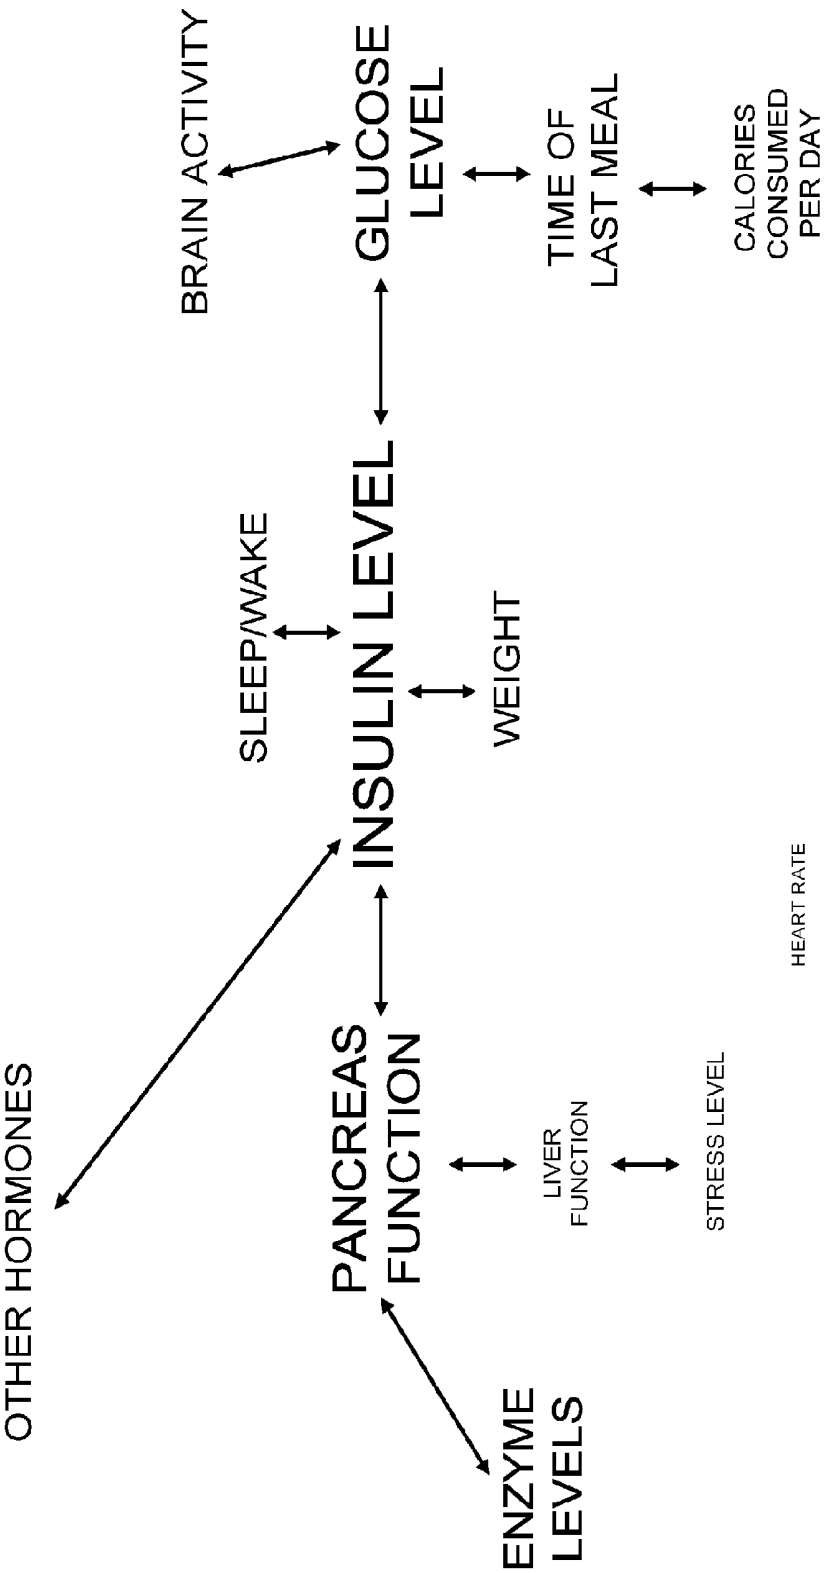 OTHER HORMONES
BRAIN ACTIVITY
SLEEP/WAKE
PANCREAS
FUNCTION
INSULIN LEVEL
GLUCOSE
LEVEL
ENZYME
LEVELS
LIVER
FUNCTION
WEIGHT
TIME OF
LAST MEAL
STRESS LEVEL
HEART RATE
CALORIES
CONSUMED
PER DAY